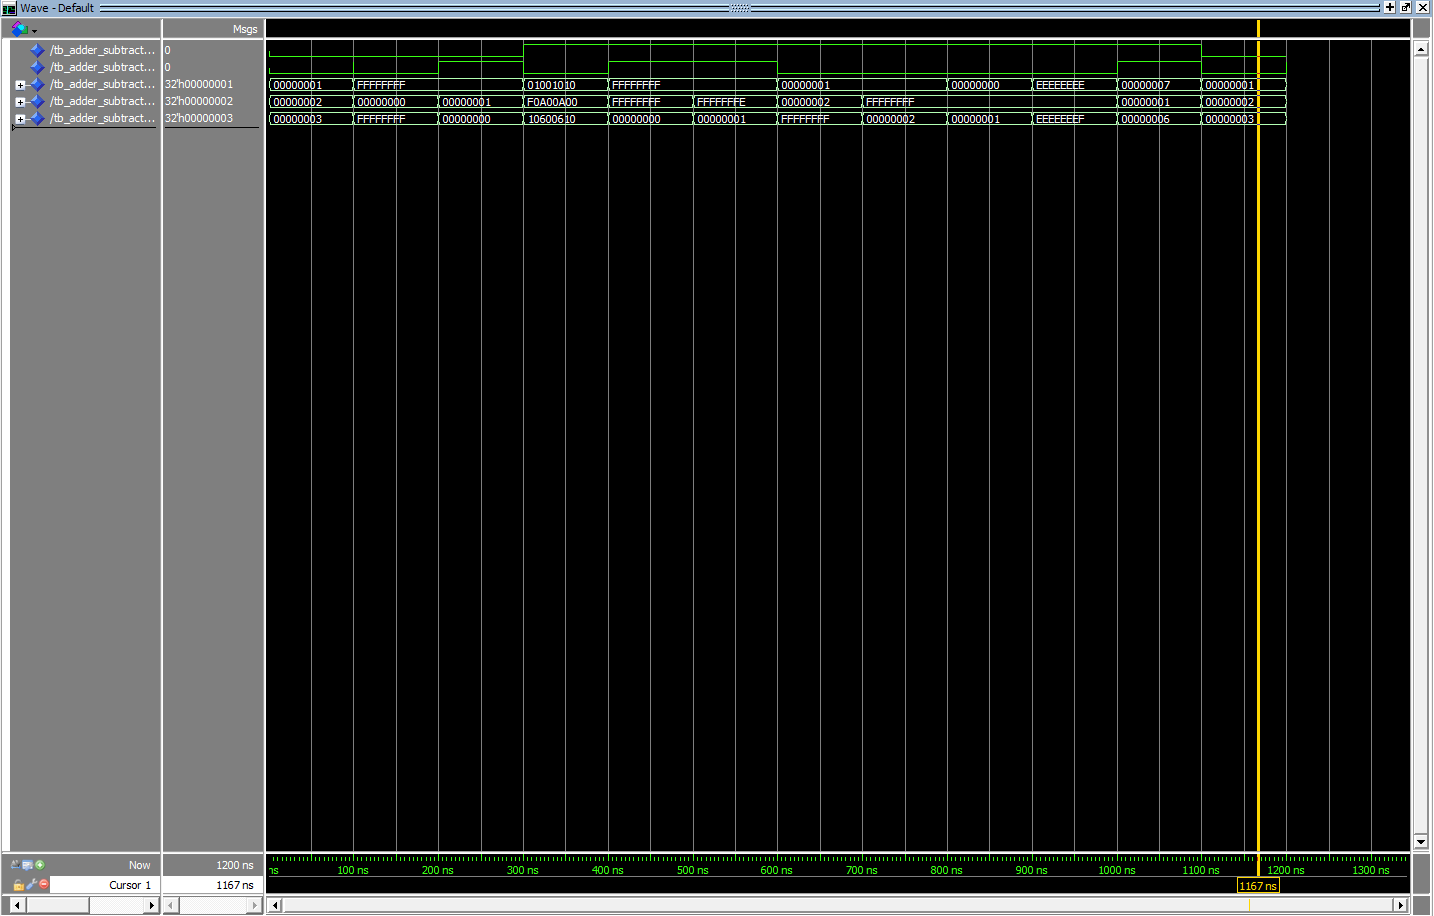 Wave - Default
Msgs
/tb_adder_subtract... 0
/tb_adder_subtract... 0
/tb_adder_subtract... 32'h00000001 00000001 FFFFFFFF 01001010 FFFFFFFF 00000001 00000000 EEEEEEEE 00000007 00000001
/tb_adder_subtract... 32'h00000002 00000002 00000000 00000001 F0A00A00 FFFFFFFF FFFFFFFE 00000002 FFFFFFFF 00000001 00000002
/tb_adder_subtract... 32'h00000003 00000003 FFFFFFFF 00000000 10600610 00000000 00000001 FFFFFFFF 00000002 00000001 EEEEEEEF 00000006 00000003
Now 1200 ns ns 100 ns 200 ns 300 ns 400 ns 500 ns 600 ns 700 ns 800 ns 900 ns 1000 ns 1100 ns 1200 ns 1300 ns
Cursor 1 1167 ns 1167 ns